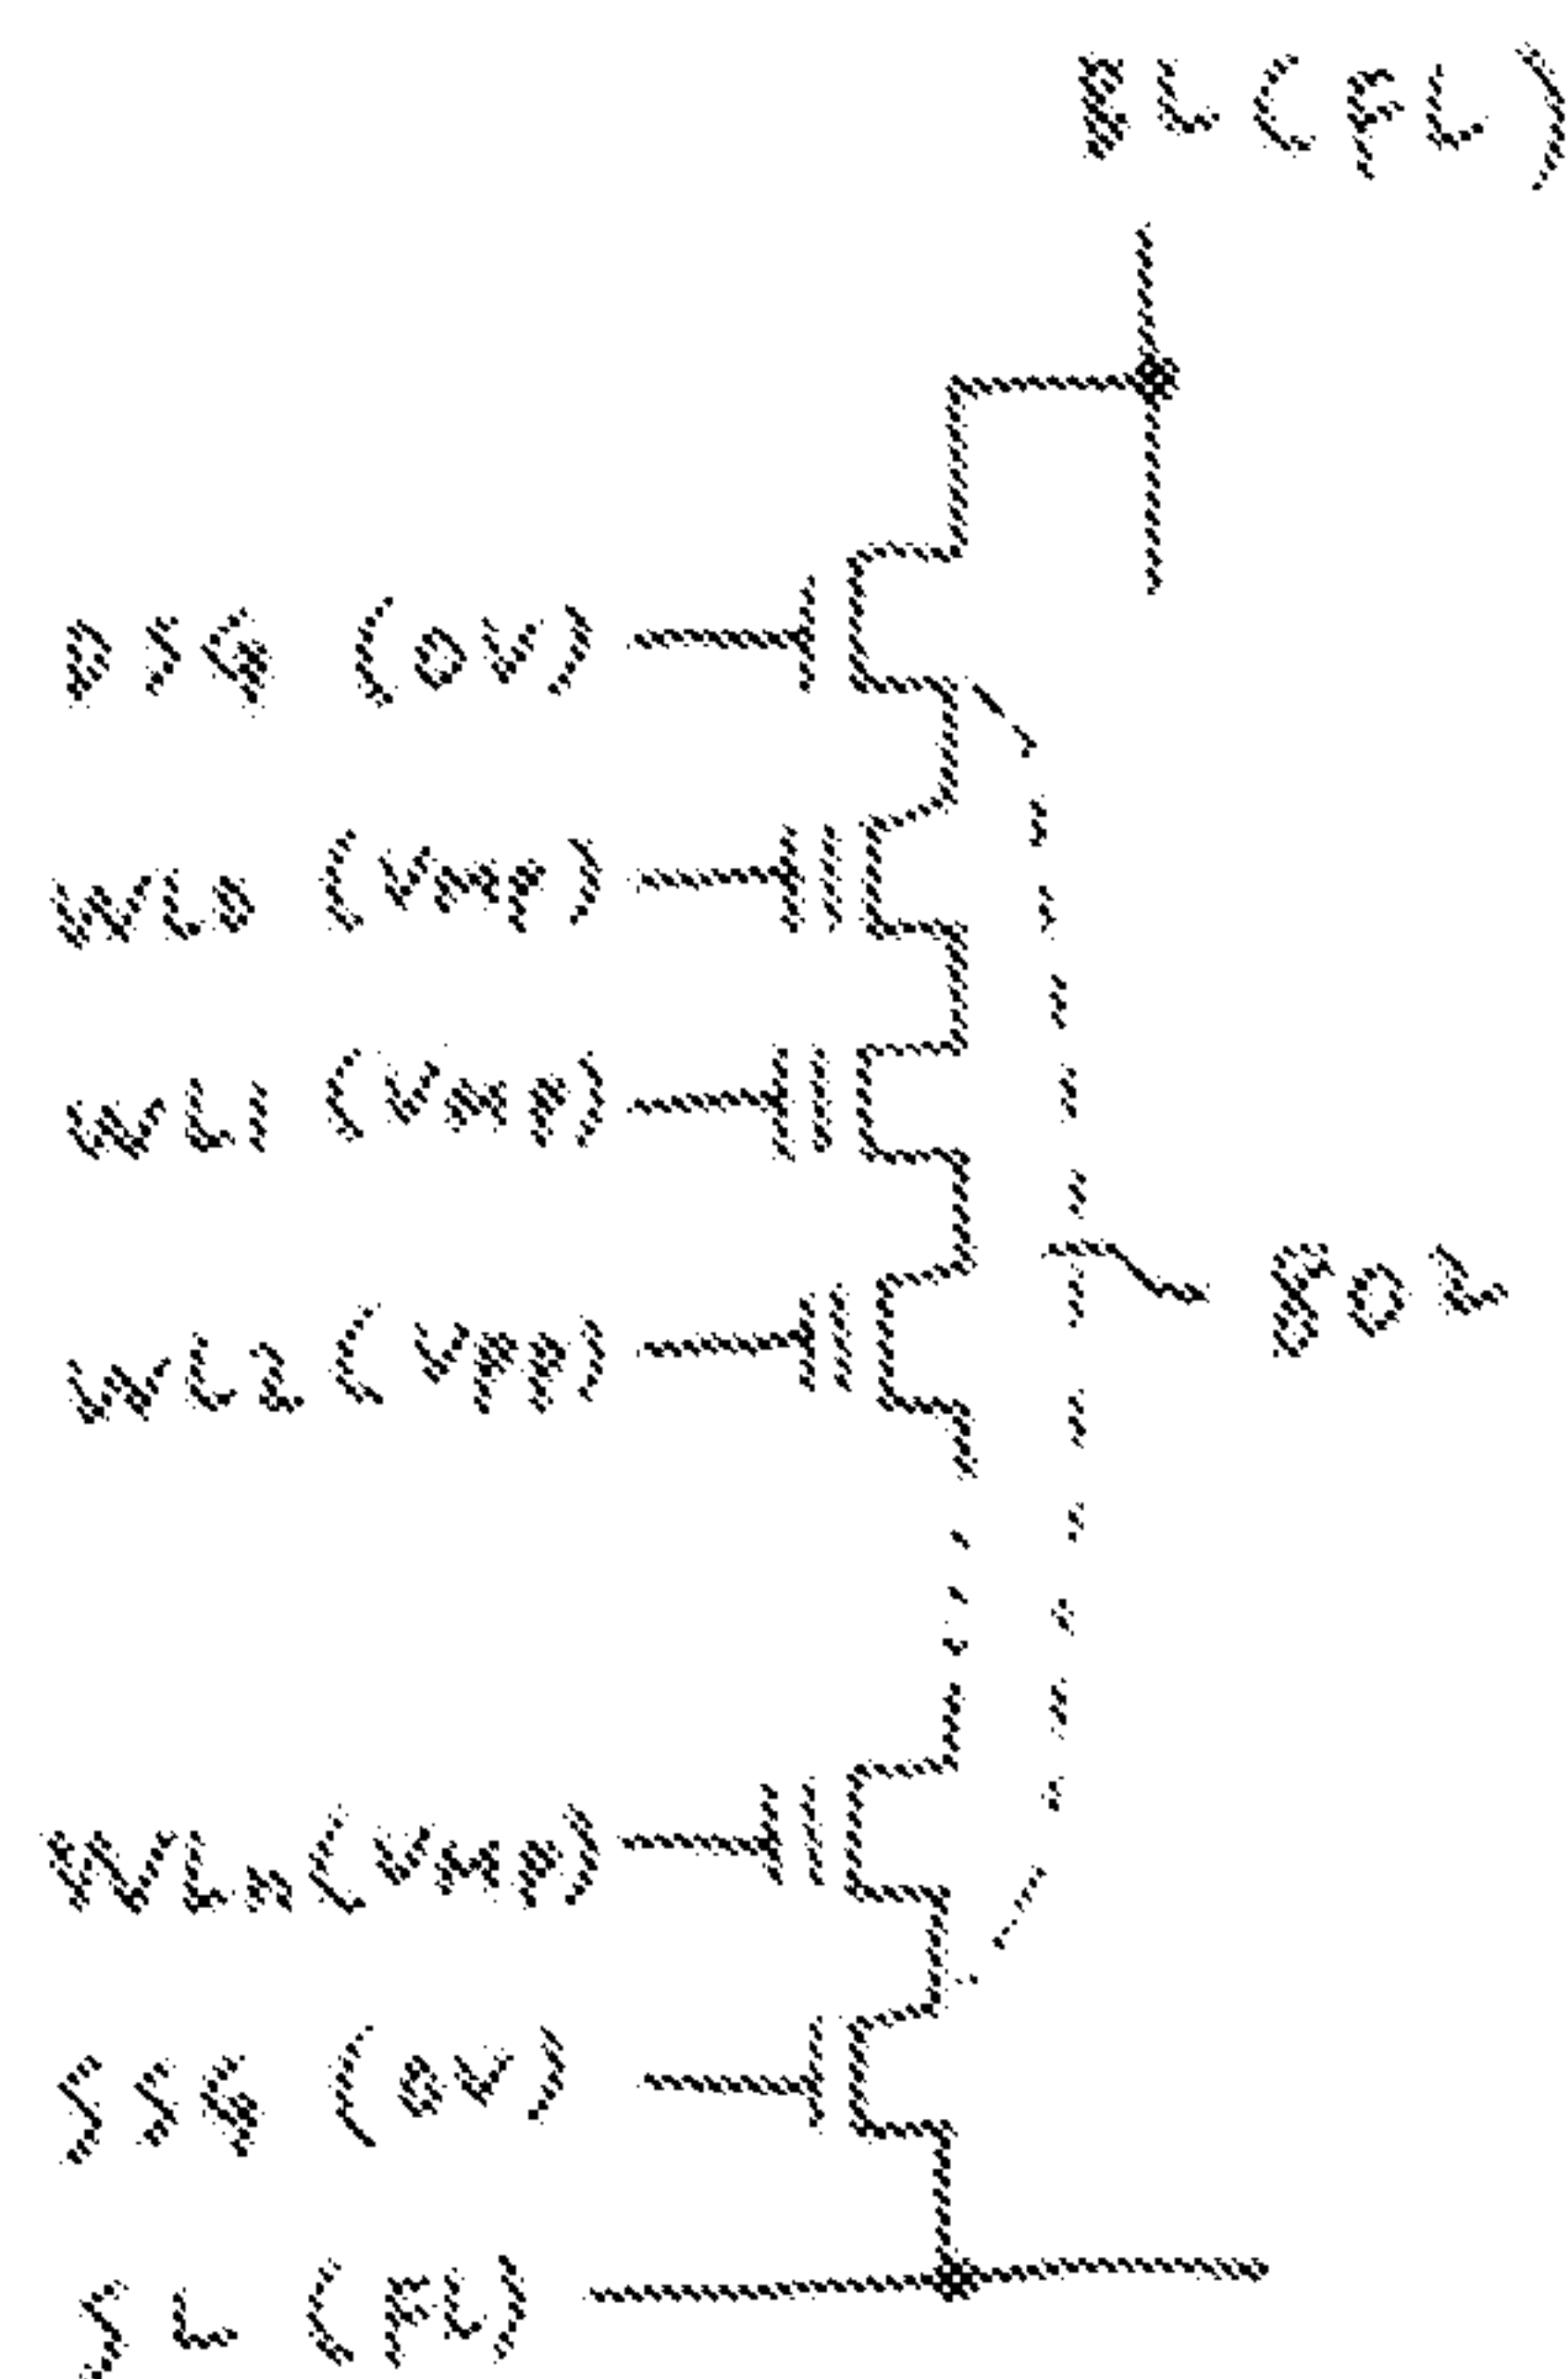 BL(FL)
DSG (0V)
WL0 (Vmp)
WL1 (Vmp)
WL2 (Vpp)
WLn(Vmp)
SSG (0V)
SL (FL)